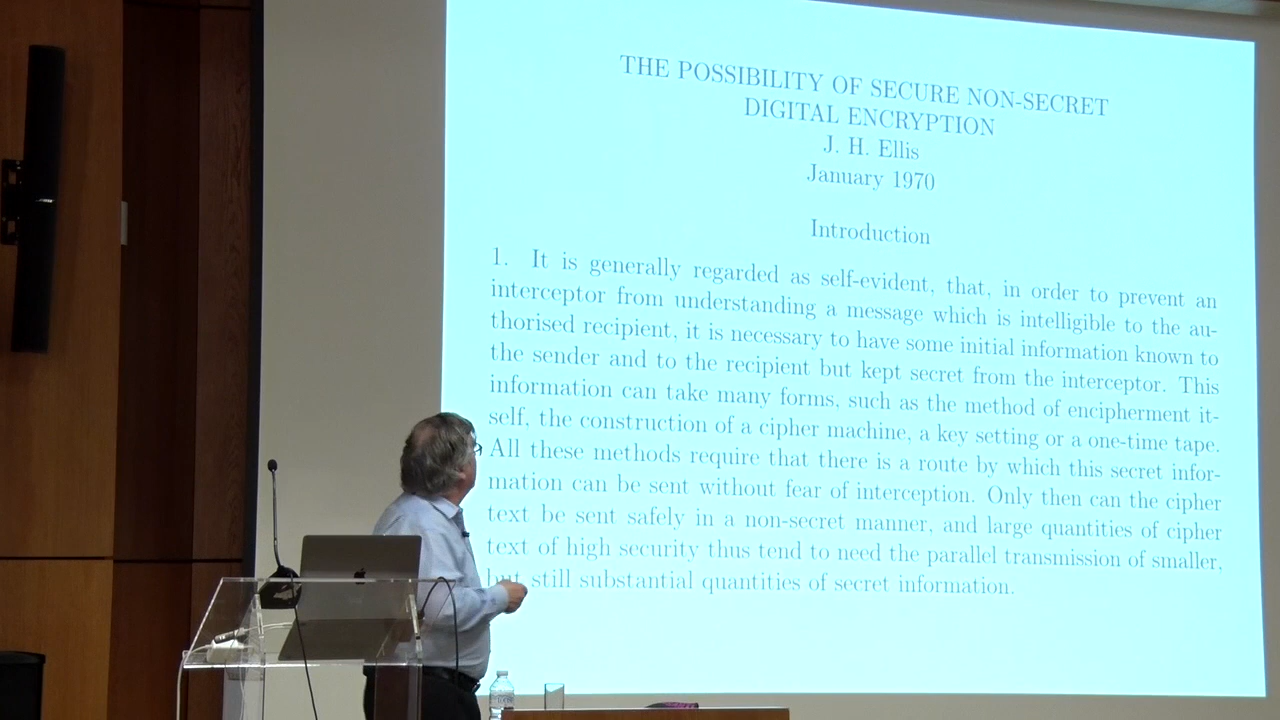 THE POSSIBILITY OF SECURE NON-SECRET
DIGITAL ENCRYPTION
J. H. Ellis
January 1970
Introduction
1. It is generally regarded as self-evident, that, in order to prevent an
interceptor from understanding a message which is intelligible to the au-
thorised recipient, it is necessary to have some initial information known to
the sender and to the recipient but kept secret from the interceptor. This
information can take many forms, such as the method of encipherment it-
self, the construction of a cipher machine, a key setting or a one-time tape.
All these methods require that there is a route by which this secret infor-
mation can be sent without fear of interception. Only then can the cipher
text be sent safely in a non-secret manner, and large quantities of cipher
text of high security thus tend to need the parallel transmission of smaller,
but still substantial quantities of secret information.